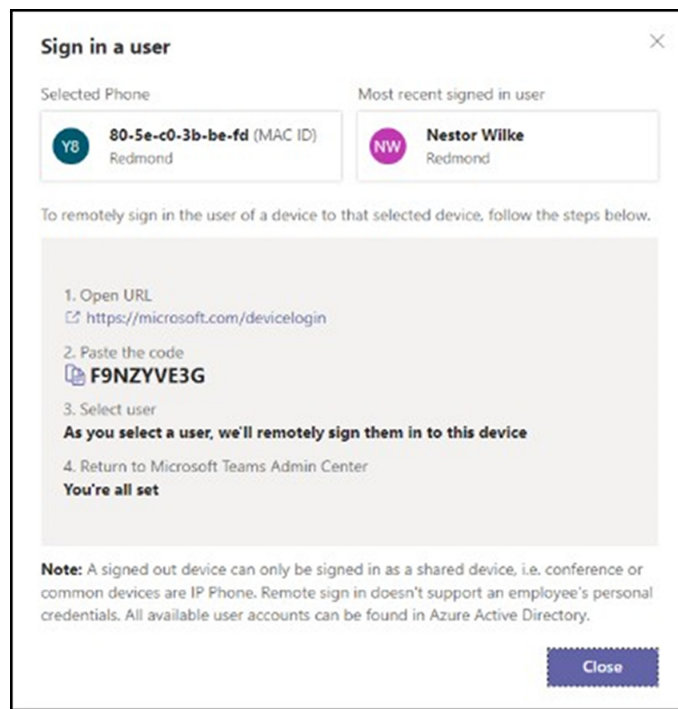 Sign in a user
Selected Phone
Most recent signed in user
Y8
80-5e-c0-3b-be-fd (MAC ID)
Redmond
NW
Nestor Wilke
Redmond
To remotely sign in the user of a device to that selected device, follow the steps below.
1. Open URL
https://microsoft.com/devicelogin
2. Paste the code
F9NZYVE3G
3. Select user
As you select a user, we'll remotely sign them in to this device
4. Return to Microsoft Teams Admin Center
You're all set
Note: A signed out device can only be signed in as a shared device, i.e. conference or
common devices are IP Phone. Remote sign in doesn't support an employee's personal
credentials. All available user accounts can be found in Azure Active Directory.
Close